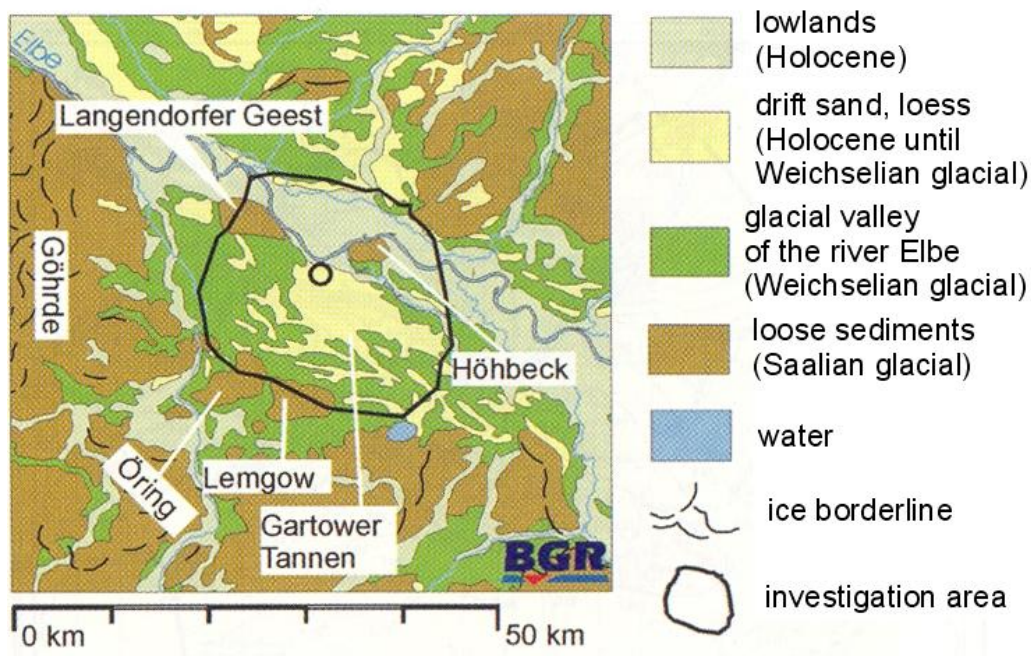 Elbe
Langendorfer Geest
Göhrde
Höhbeck
Öring
Lemgow
Gartower
Tannen
BGR
0 km
50 km
lowlands
(Holocene)
drift sand, loess
(Holocene until
Weichselian glacial)
glacial valley
of the river Elbe
(Weichselian glacial)
loose sediments
(Saalian glacial)
water
ice borderline
investigation area